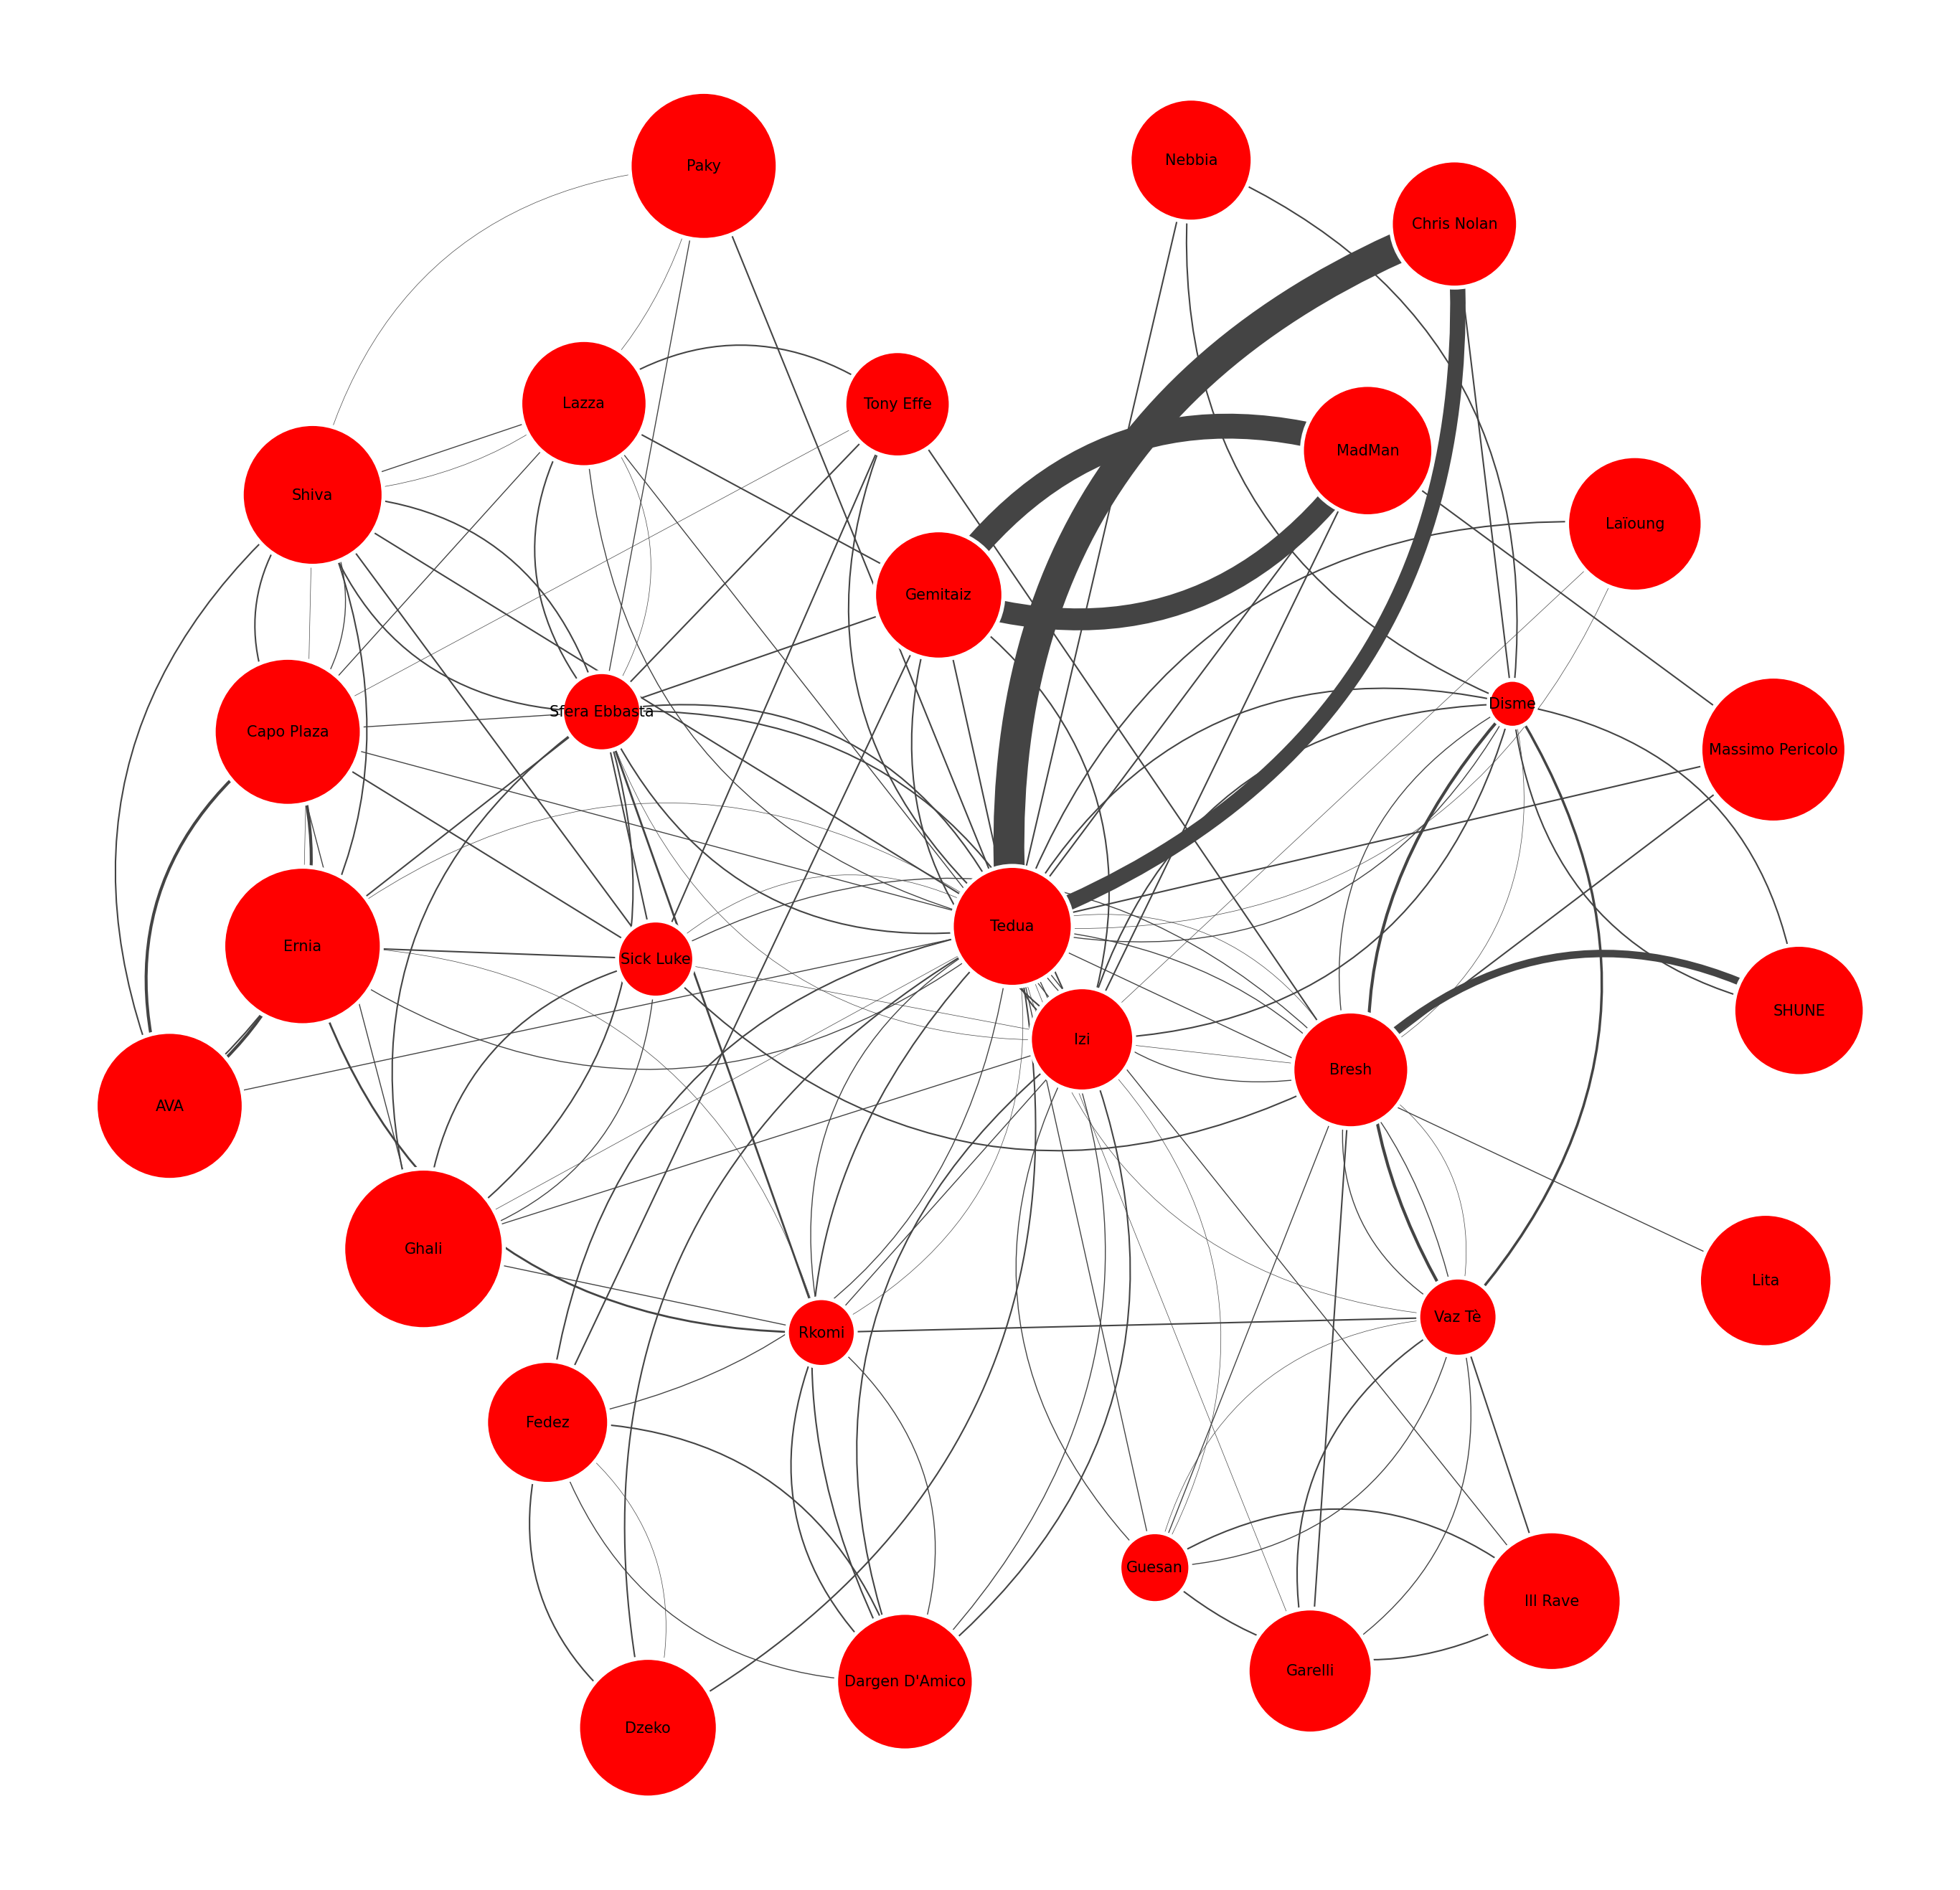 Paky
Nebbia
Chris Nolan
Lazza
Tony Effe
MadMan
Shiva
Laïoung
Gemitaiz
Sfera Ebbasta
Disme
Capo Plaza
Massimo Pericolo
Tedua
Ernia
Sick Luke
SHUNE
Izi
Bresh
AVA
Ghali
Lita
Vaz Tè
Rkomi
Fedez
Guesan
Ill Rave
Garelli
Dargen D'Amico
Dzeko